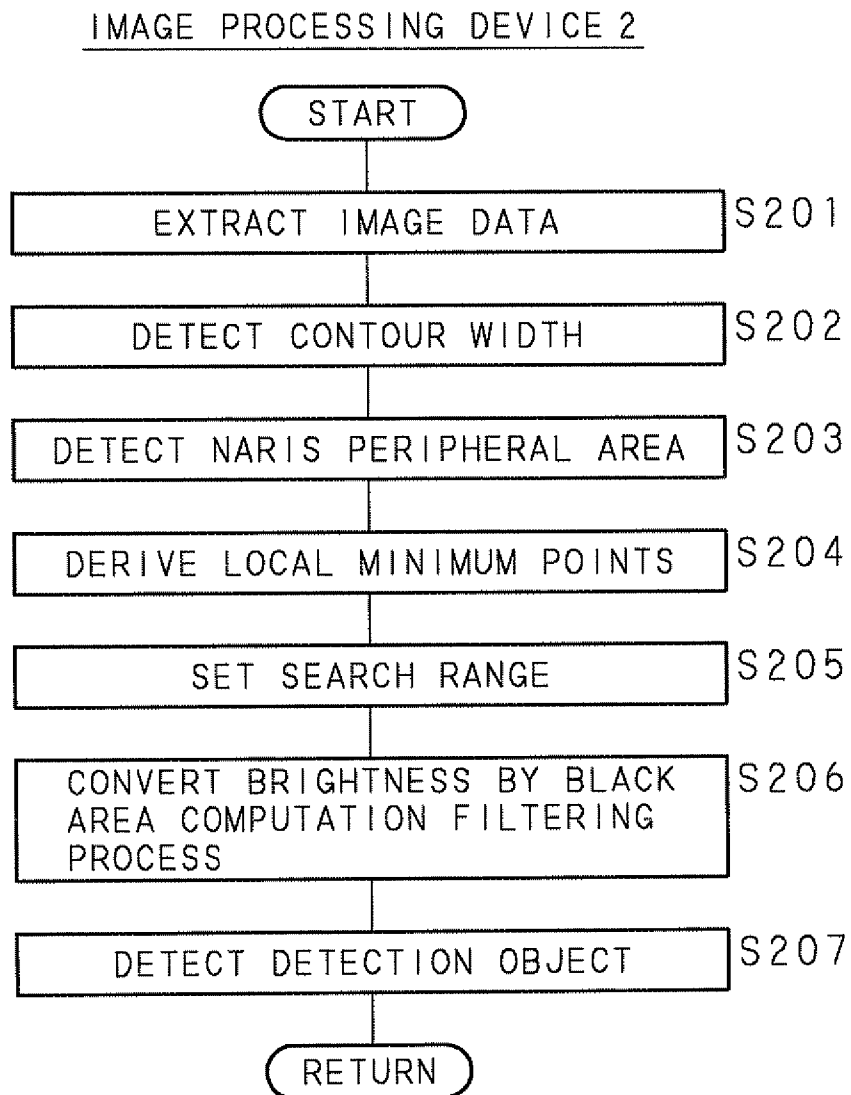 IMAGE PROCESSING DEVICE 2
START
EXTRACT IMAGE DATA
S201
DETECT CONTOUR WIDTH
S202
DETECT NARIS PERIPHERAL AREA
S203
DERIVE LOCAL MINIMUM POINTS
S204
SET SEARCH RANGE
S205
CONVERT BRIGHTNESS BY BLACK
AREA COMPUTATION FILTERING
PROCESS
S206
DETECT DETECTION OBJECT
S207
RETURN